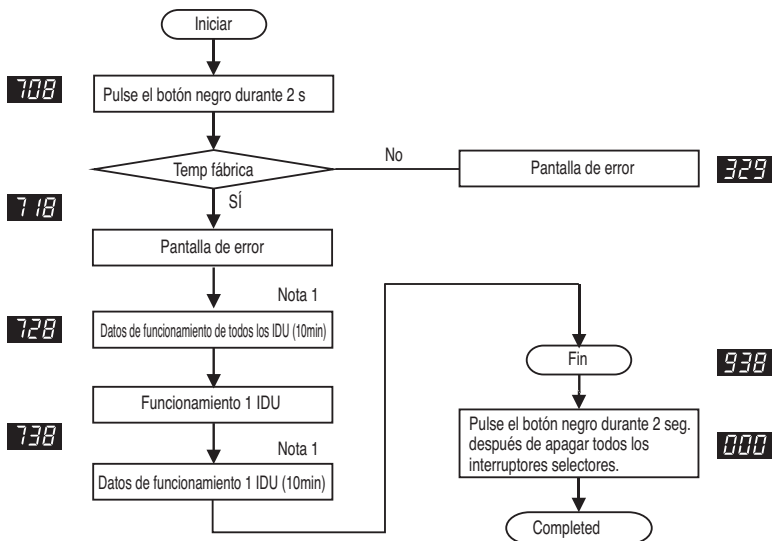 Iniciar
708
Pulse el botón negro durante 2 s
Temp fábrica
No
Pantalla de error
329
718
SÍ
Pantalla de error
Nota 1
728
Datos de funcionamiento de todos los IDU (10min)
Funcionamiento 1 IDU
738
Nota 1
Datos de funcionamiento 1 IDU (10min)
Fin
938
Pulse el botón negro durante 2 seg.
después de apagar todos los
interruptores selectores.
000
Completed